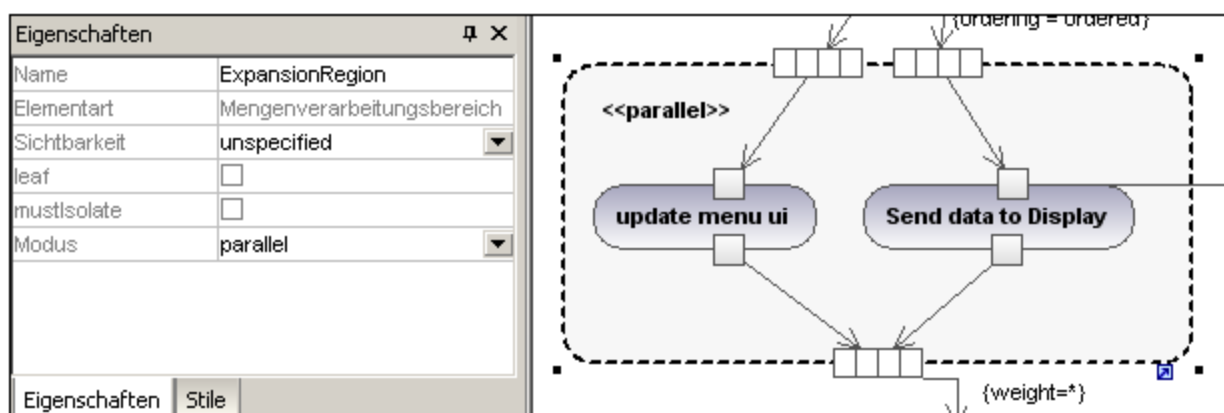 Eigenschaften
Name ExpansionRegion
Elementart Mengenverarbeitungsbereich
Sichtbarkeit unspecified
leaf
mustIsolate
Modus parallel
Eigenschaften Stile
{ordering = ordered}
<<parallel>>
update menu ui
Send data to Display
{weight=*}